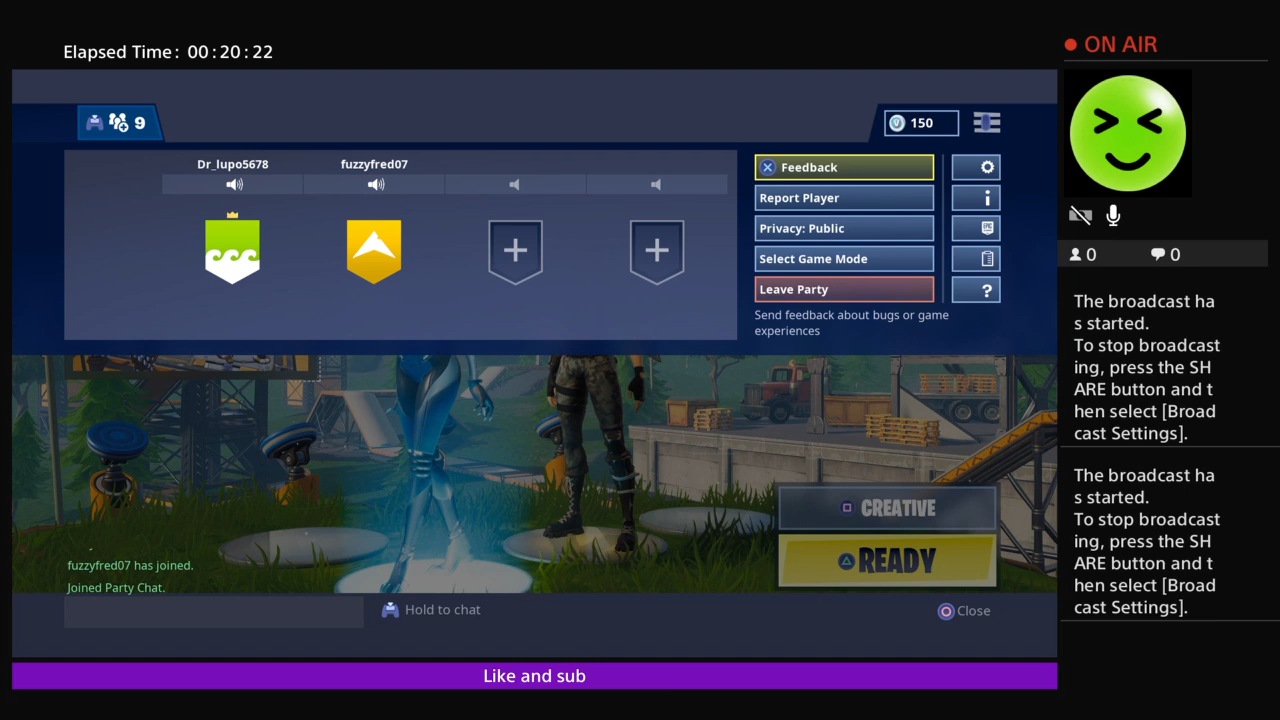 Elapsed Time: 00:20:22
ON AIR
9
150
Dr_lupo5678
fuzzyfred07
Feedback
Report Player
Privacy: Public
EPIC
Select Game Mode
Leave Party
?
Send feedback about bugs or game
experiences
0
0
The broadcast ha
s started.
To stop broadcast
ing, press the SH
ARE button and t
hen select [Broad
cast Settings].
The broadcast ha
s started.
To stop broadcast
ing, press the SH
ARE button and t
hen select [Broad
cast Settings].
CREATIVE
READY
fuzzyfred07 has joined.
Joined Party Chat.
Hold to chat
Close
Like and sub